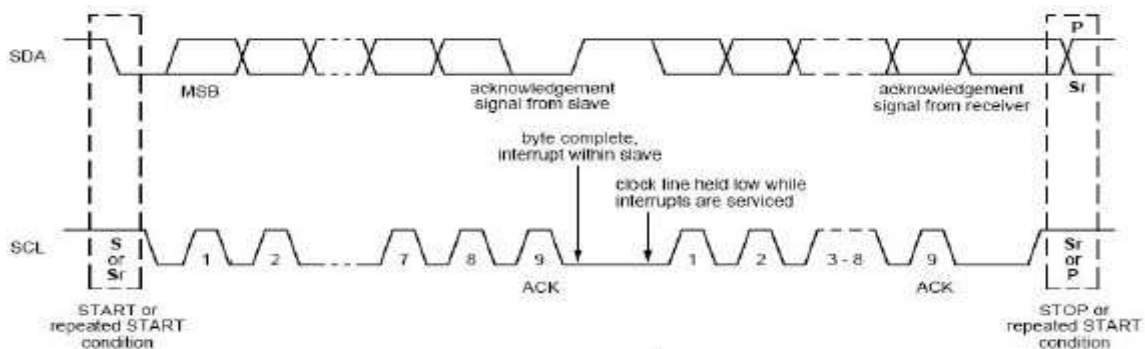 P
SDA
MSB
acknowledgement
signal from slave
acknowledgement
signal from receiver
Sr
byte complete,
interrupt within slave
clock line held low while
interrupts are serviced
SCL
S
or
Sr
1
2
7
8
9
1
2
3 - 8
9
Sr
or
P
ACK
ACK
START or
repeated START
condition
STOP or
repeated START
condition